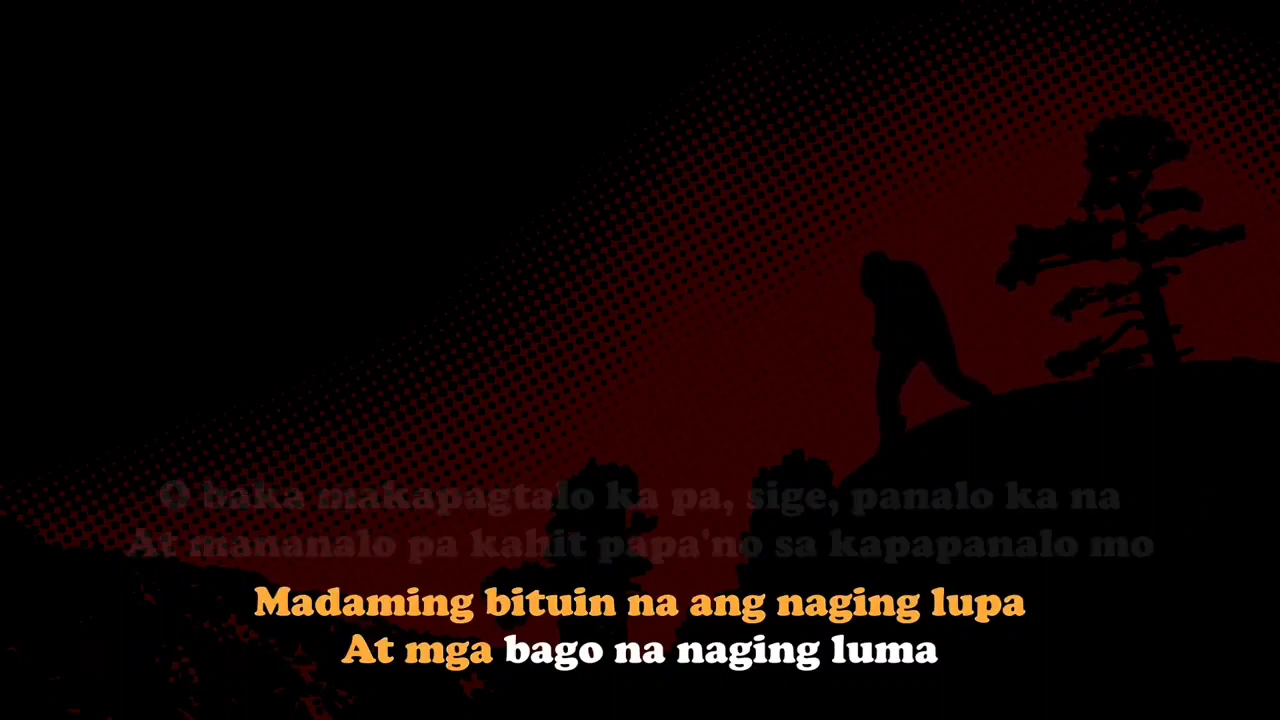 O baka makapagtalo ka pa, sige, panalo ka na
At mananalo pa kahit papa'no sa kapapanalo mo
Madaming bituin na ang naging lupa
At mga bago na naging luma